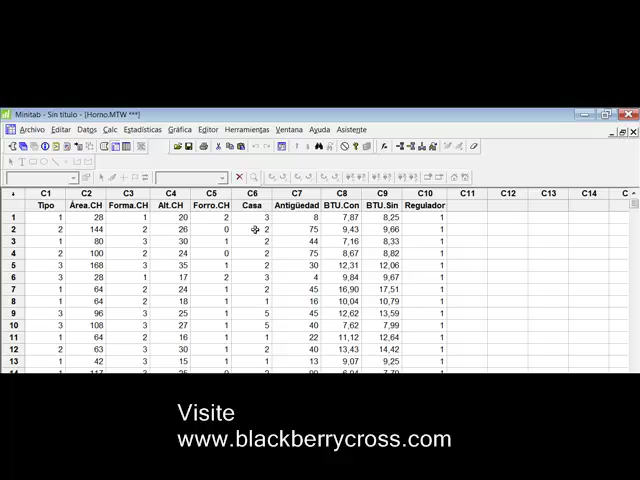 Minitab - Sin título - [Horno.MTW ***]
Archivo Editar Datos Calc Estadísticas Gráfica Editor Herramientas Ventana Ayuda Asistente
C1 C2 C3 C4 C5 C6 C7 C8 C9 C10 C11 C12 C13 C14
Tipo Área.CH Forma.CH Alt.CH Forro.CH Casa Antigüedad BTU.Con BTU.Sin Regulador
1 1 28 1 20 2 3 8 7,87 8,25 1
2 2 144 2 26 0 2 75 9,43 9,66 1
3 1 80 3 30 1 2 44 7,16 8,33 1
4 2 100 2 24 0 2 75 8,67 8,82 1
5 3 168 3 35 1 2 30 12,31 12,06 1
6 3 28 1 17 2 3 4 9,84 9,67 1
7 1 64 2 24 1 2 45 16,90 17,51 1
8 1 64 2 18 1 1 16 10,04 10,79 1
9 3 96 3 25 1 5 45 12,62 13,59 1
10 3 108 3 27 1 5 40 7,62 7,99 1
11 1 64 2 16 1 1 22 11,12 12,64 1
12 2 63 3 30 1 2 40 13,43 14,42 1
13 1 42 3 15 1 1 13 9,07 9,25 1
Visite
www.blackberrycross.com